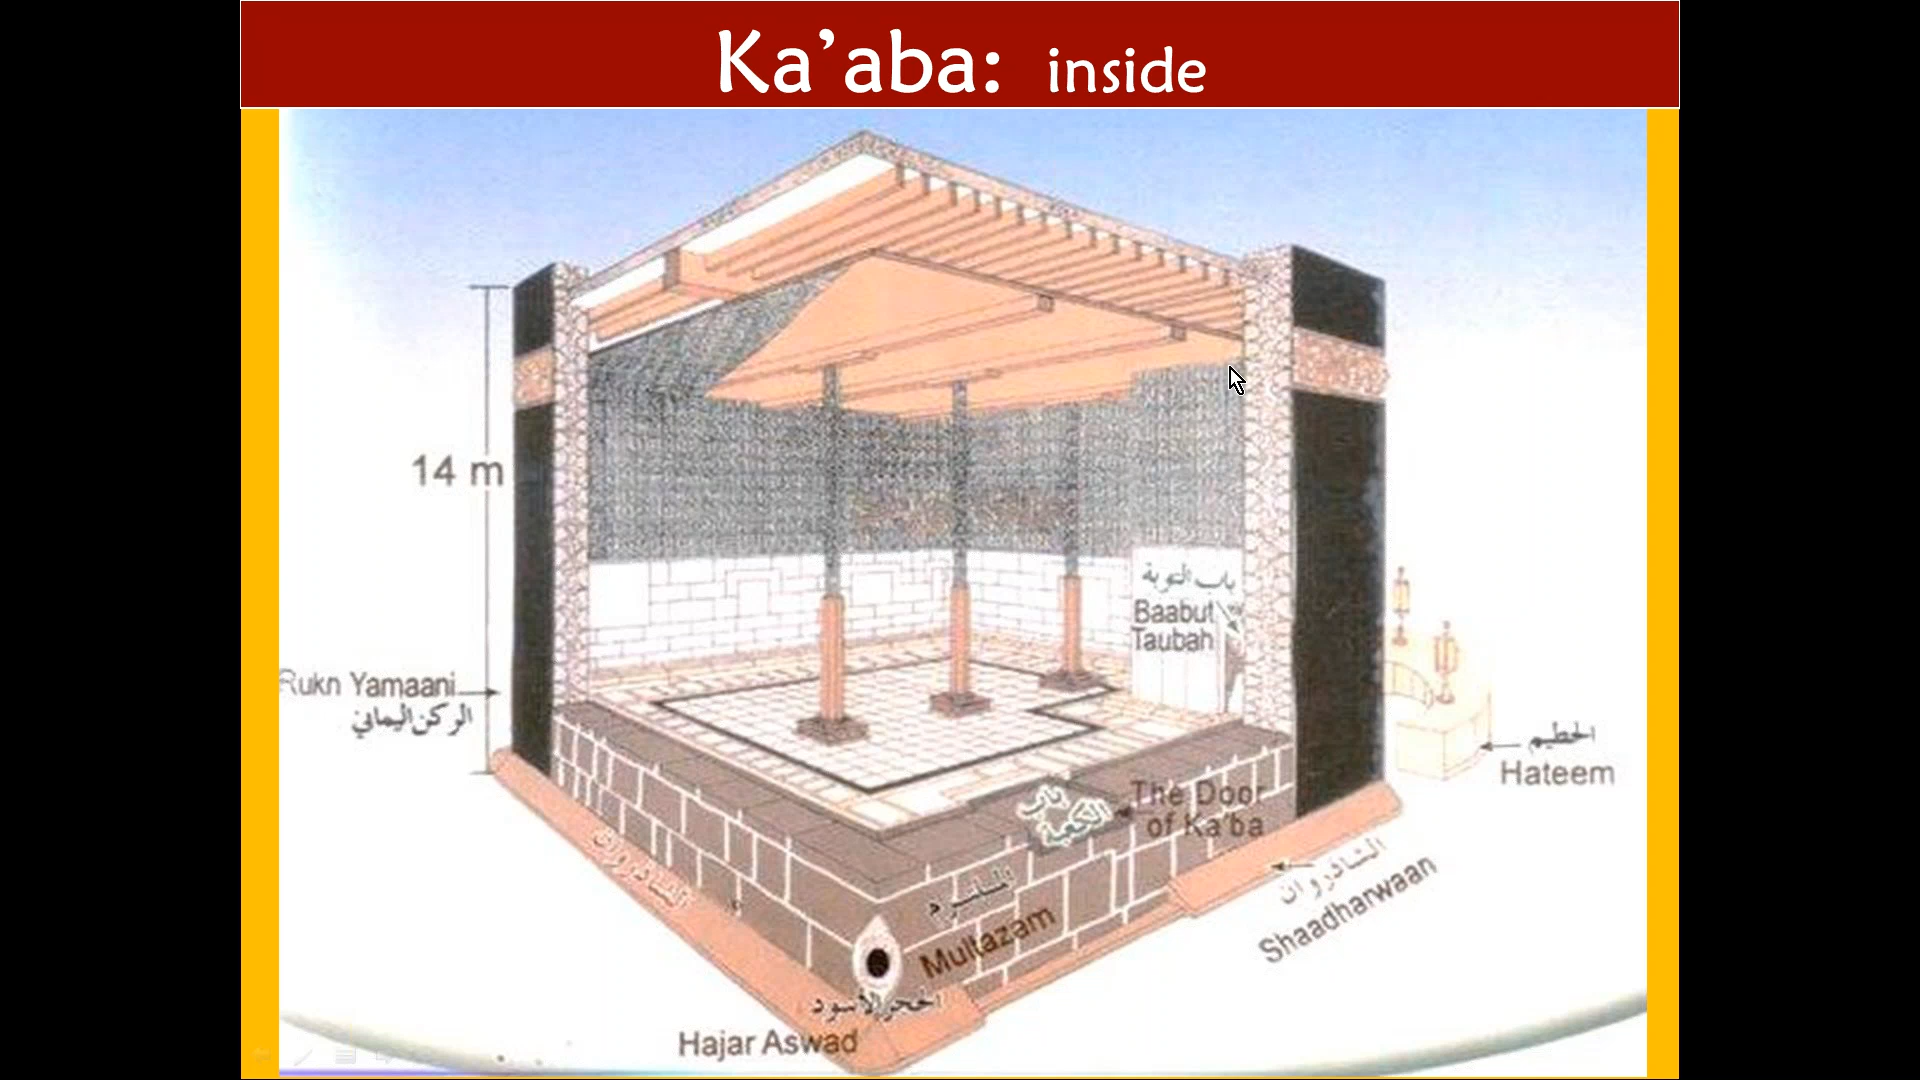 Ka’aba: inside
14 m
باب التوبة
Baabut
Taubah
Rukn Yamaani
الركن اليماني
الحطيم
Hateem
The Door
of Ka'ba
باب
الكعبة
الشاذروان
Shaadharwaan
الشاذروان
Multazam
الحجر الأسود
Hajar Aswad